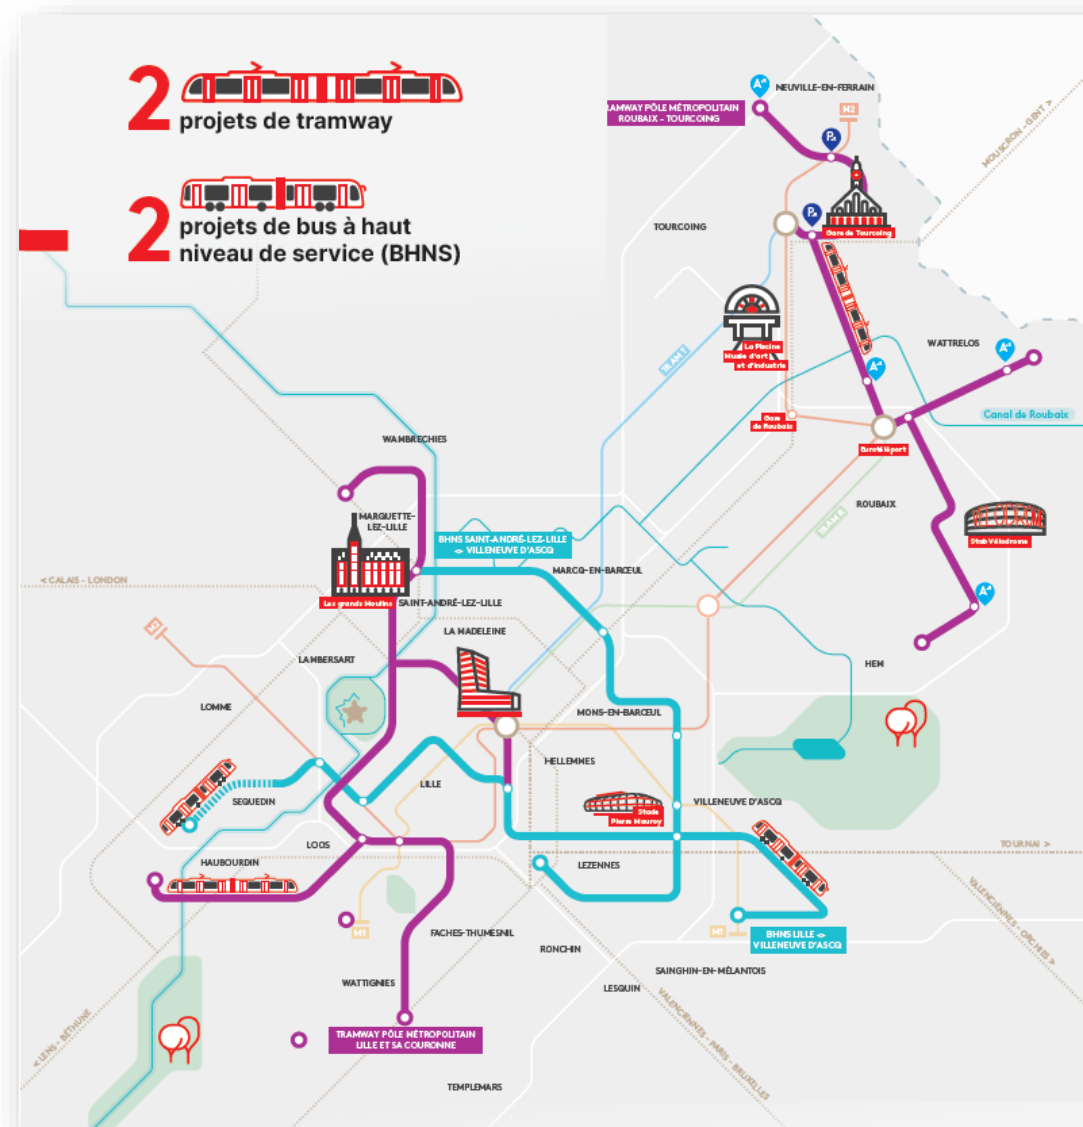 2
projets de tramway
2
projets de bus à haut
niveau de service (BHNS)
NEUVILLE-EN-FERRAIN
RAMWAY PÔLE MÉTROPOLITAIN
ROUBAIX – TOURCOING
M2
MOUSCRON - GENT >
TOURCOING
Gare de Tourcoing
La Piscine
Musée d'art
et d'industrie
TRAM T
WATTRELOS
Canal de Roubaix
Gare
de Roubaix
Eurotéléport
WAMBRECHIES
ROUBAIX
TRAM R
MARQUETTE-
LEZ-LILLE
BHNS SAINT-ANDRÉ-LEZ-LILLE
<> VILLENEUVE D'ASCQ
Stab Vélodrome
< CALAIS - LONDON
MARCQ-EN-BARŒUL
Les grands Moulins
SAINT-ANDRÉ-LEZ-LILLE
M2
LA MADELEINE
LAMBERSART
HEM
LOMME
MONS-EN-BARŒUL
HELLEMMES
LILLE
SEQUEDIN
VILLENEUVE D'ASCQ
Stade
Pierre Mauroy
LOOS
TOURNAI >
HAUBOURDIN
LEZENNES
VALENCIENNES - ORCHIES >
M1
FACHES-THUMESNIL
M1
BHNS LILLE <>
VILLENEUVE D'ASCQ
RONCHIN
SAINGHIN-EN-MÉLANTOIS
WATTIGNIES
LESQUIN
VALENCIENNES - PARIS - BRUXELLES
< LENS - BÉTHUNE
TRAMWAY PÔLE MÉTROPOLITAIN
LILLE ET SA COURONNE
TEMPLEMARS